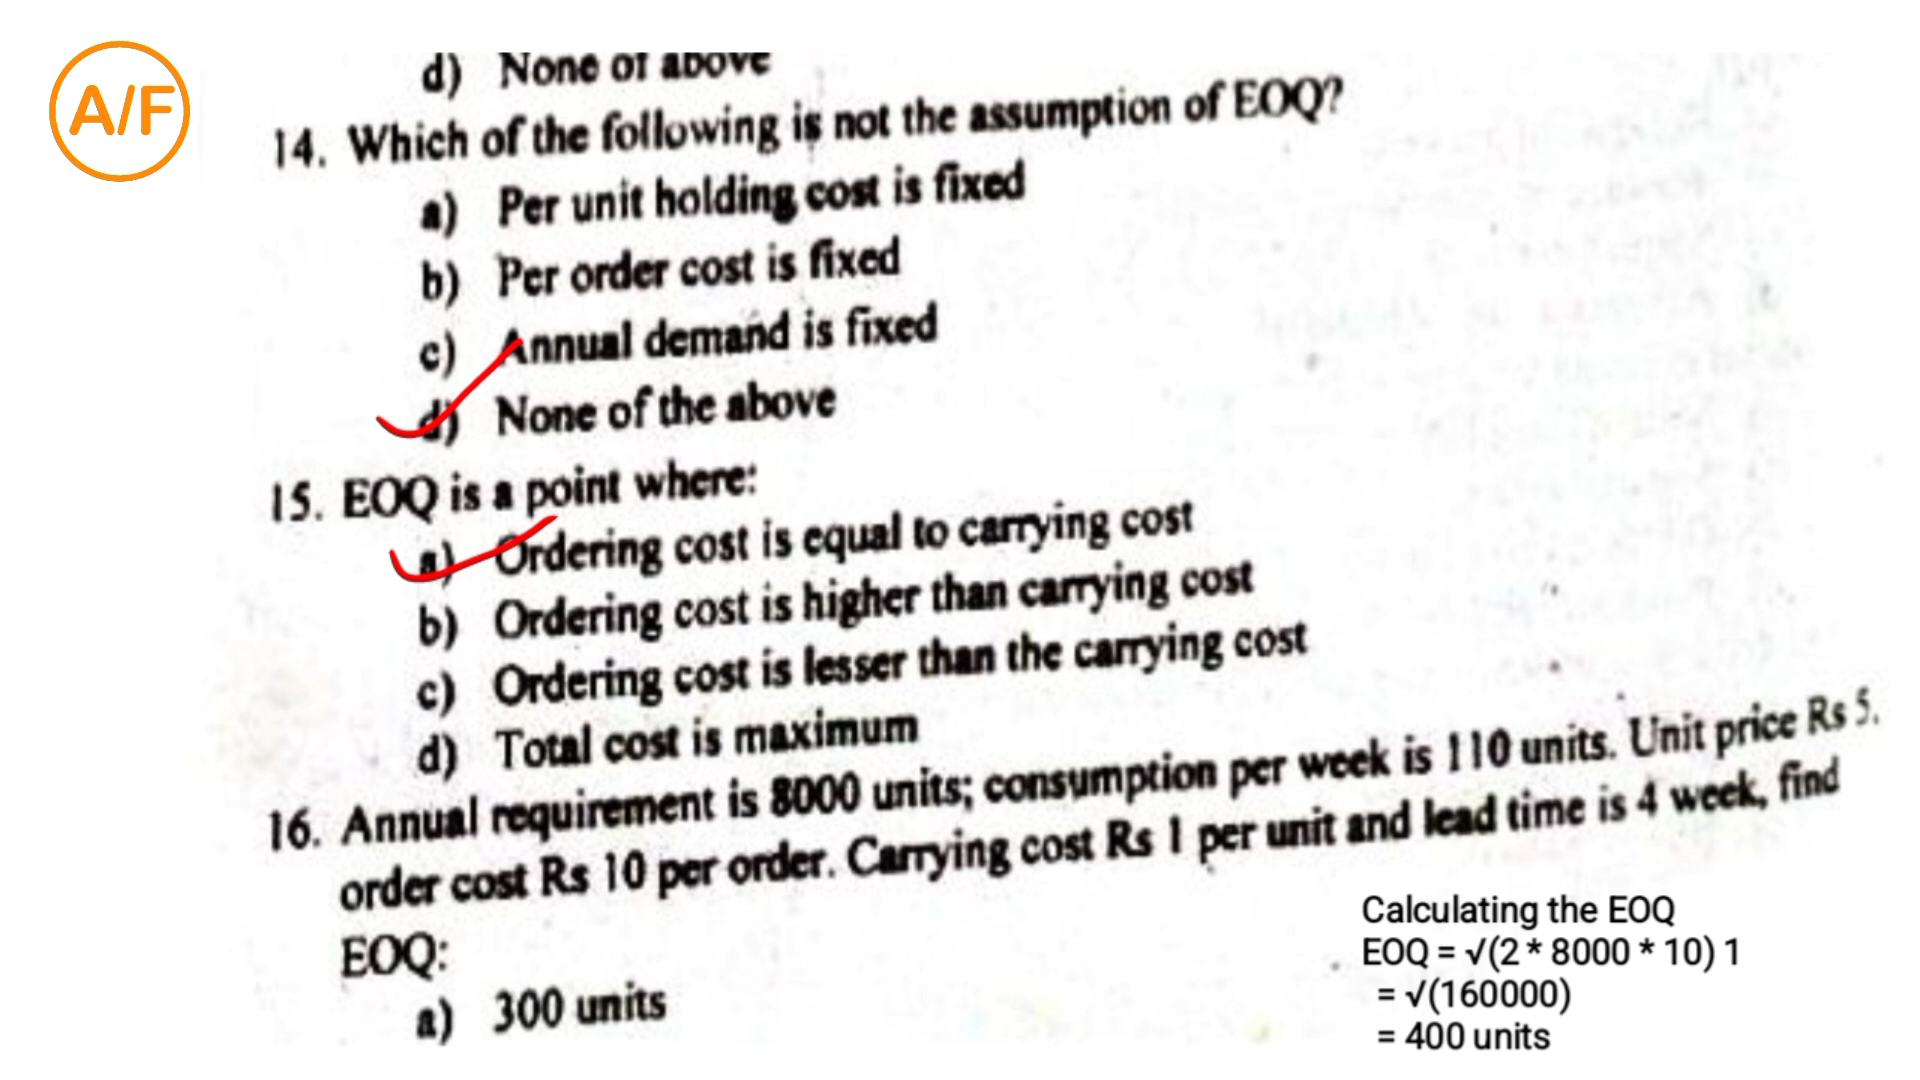 A/F
d) None of above
14. Which of the following is not the assumption of EOQ?
a) Per unit holding cost is fixed
b) Per order cost is fixed
c) Annual demand is fixed
d) None of the above
15. EOQ is a point where:
a) Ordering cost is equal to carrying cost
b) Ordering cost is higher than carrying cost
c) Ordering cost is lesser than the carrying cost
d) Total cost is maximum
16. Annual requirement is 8000 units; consumption per week is 110 units. Unit price Rs 5.
order cost Rs 10 per order. Carrying cost Rs 1 per unit and lead time is 4 week, find
EOQ:
a) 300 units
Calculating the EOQ
EOQ = √(2 * 8000 * 10) 1
= √(160000)
= 400 units